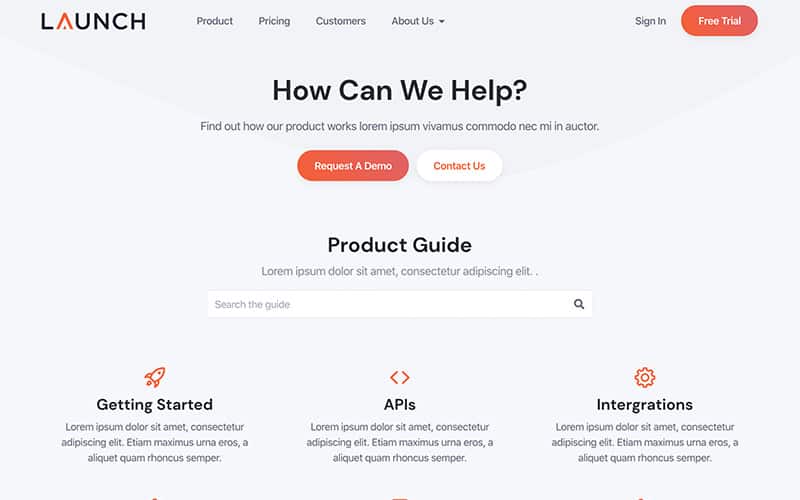 LAUNCH
Product
Pricing
Customers
About Us
Sign In
Free Trial
How Can We Help?
Find out how our product works lorem ipsum vivamus commodo nec mi in auctor.
Request A Demo
Contact Us
Product Guide
Lorem ipsum dolor sit amet, consectetur adipiscing elit. .
Search the guide
Getting Started
Lorem ipsum dolor sit amet, consectetur
adipiscing elit. Etiam maximus urna eros, a
aliquet quam rhoncus semper.
APIs
Lorem ipsum dolor sit amet, consectetur
adipiscing elit. Etiam maximus urna eros, a
aliquet quam rhoncus semper.
Intergrations
Lorem ipsum dolor sit amet, consectetur
adipiscing elit. Etiam maximus urna eros, a
aliquet quam rhoncus semper.